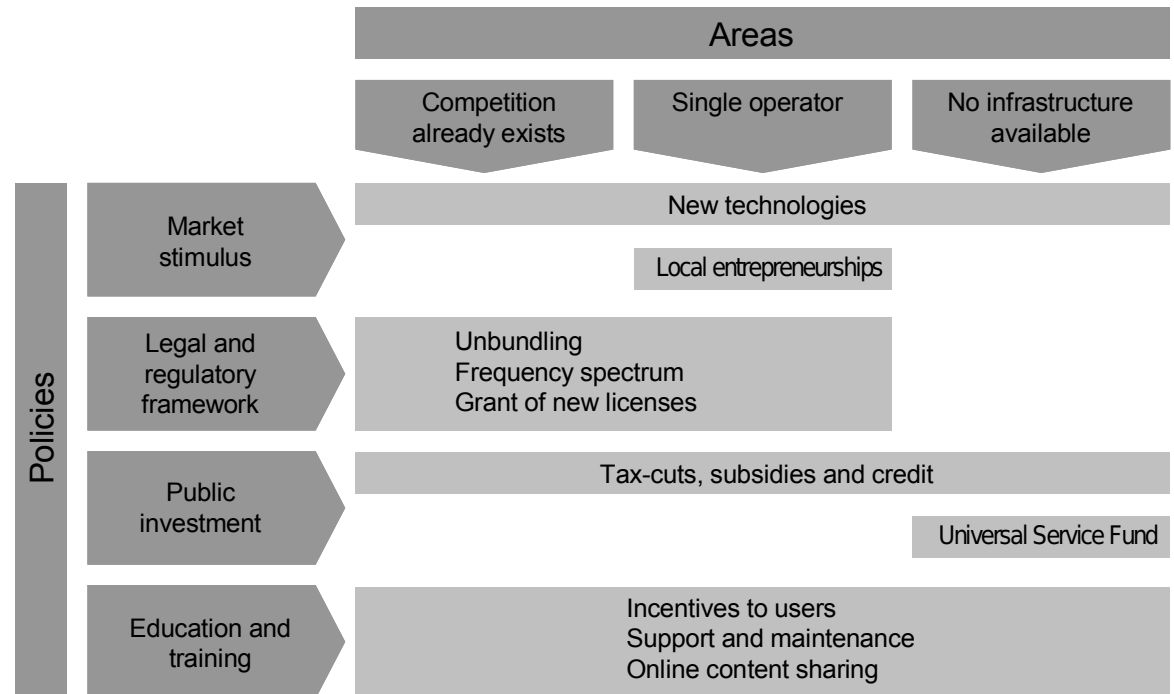 Areas
Competition
already exists
Single operator
No infrastructure
available
Policies
Market
stimulus
New technologies
Local entrepreneurships
Legal and
regulatory
framework
Unbundling
Frequency spectrum
Grant of new licenses
Public
investment
Tax-cuts, subsidies and credit
Universal Service Fund
Education and
training
Incentives to users
Support and maintenance
Online content sharing